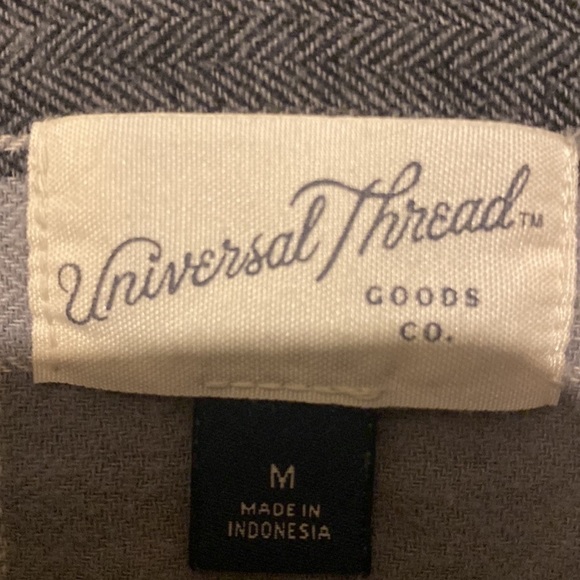 Universal Thread™
GOODS
CO.
M
MADE IN
INDONESIA